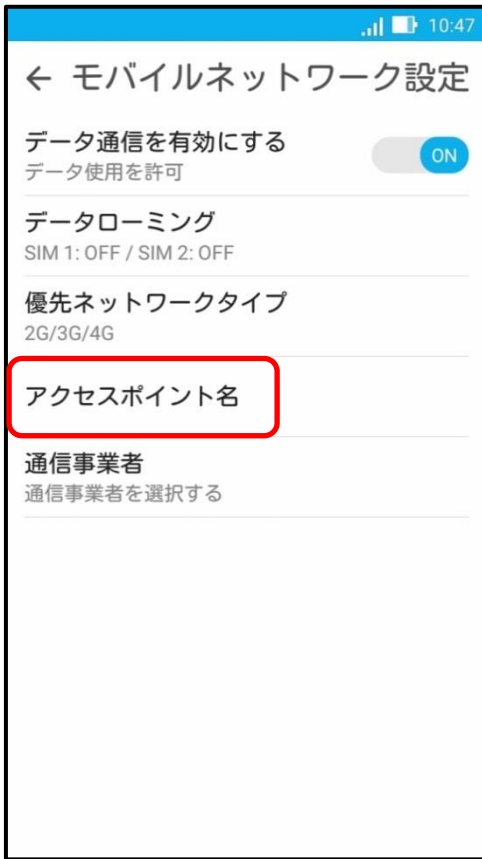 10:47
← モバイルネットワーク設定
データ通信を有効にする
データ使用を許可
ON
データローミング
SIM 1: OFF / SIM 2: OFF
優先ネットワークタイプ
2G/3G/4G
アクセスポイント名
通信事業者
通信事業者を選択する